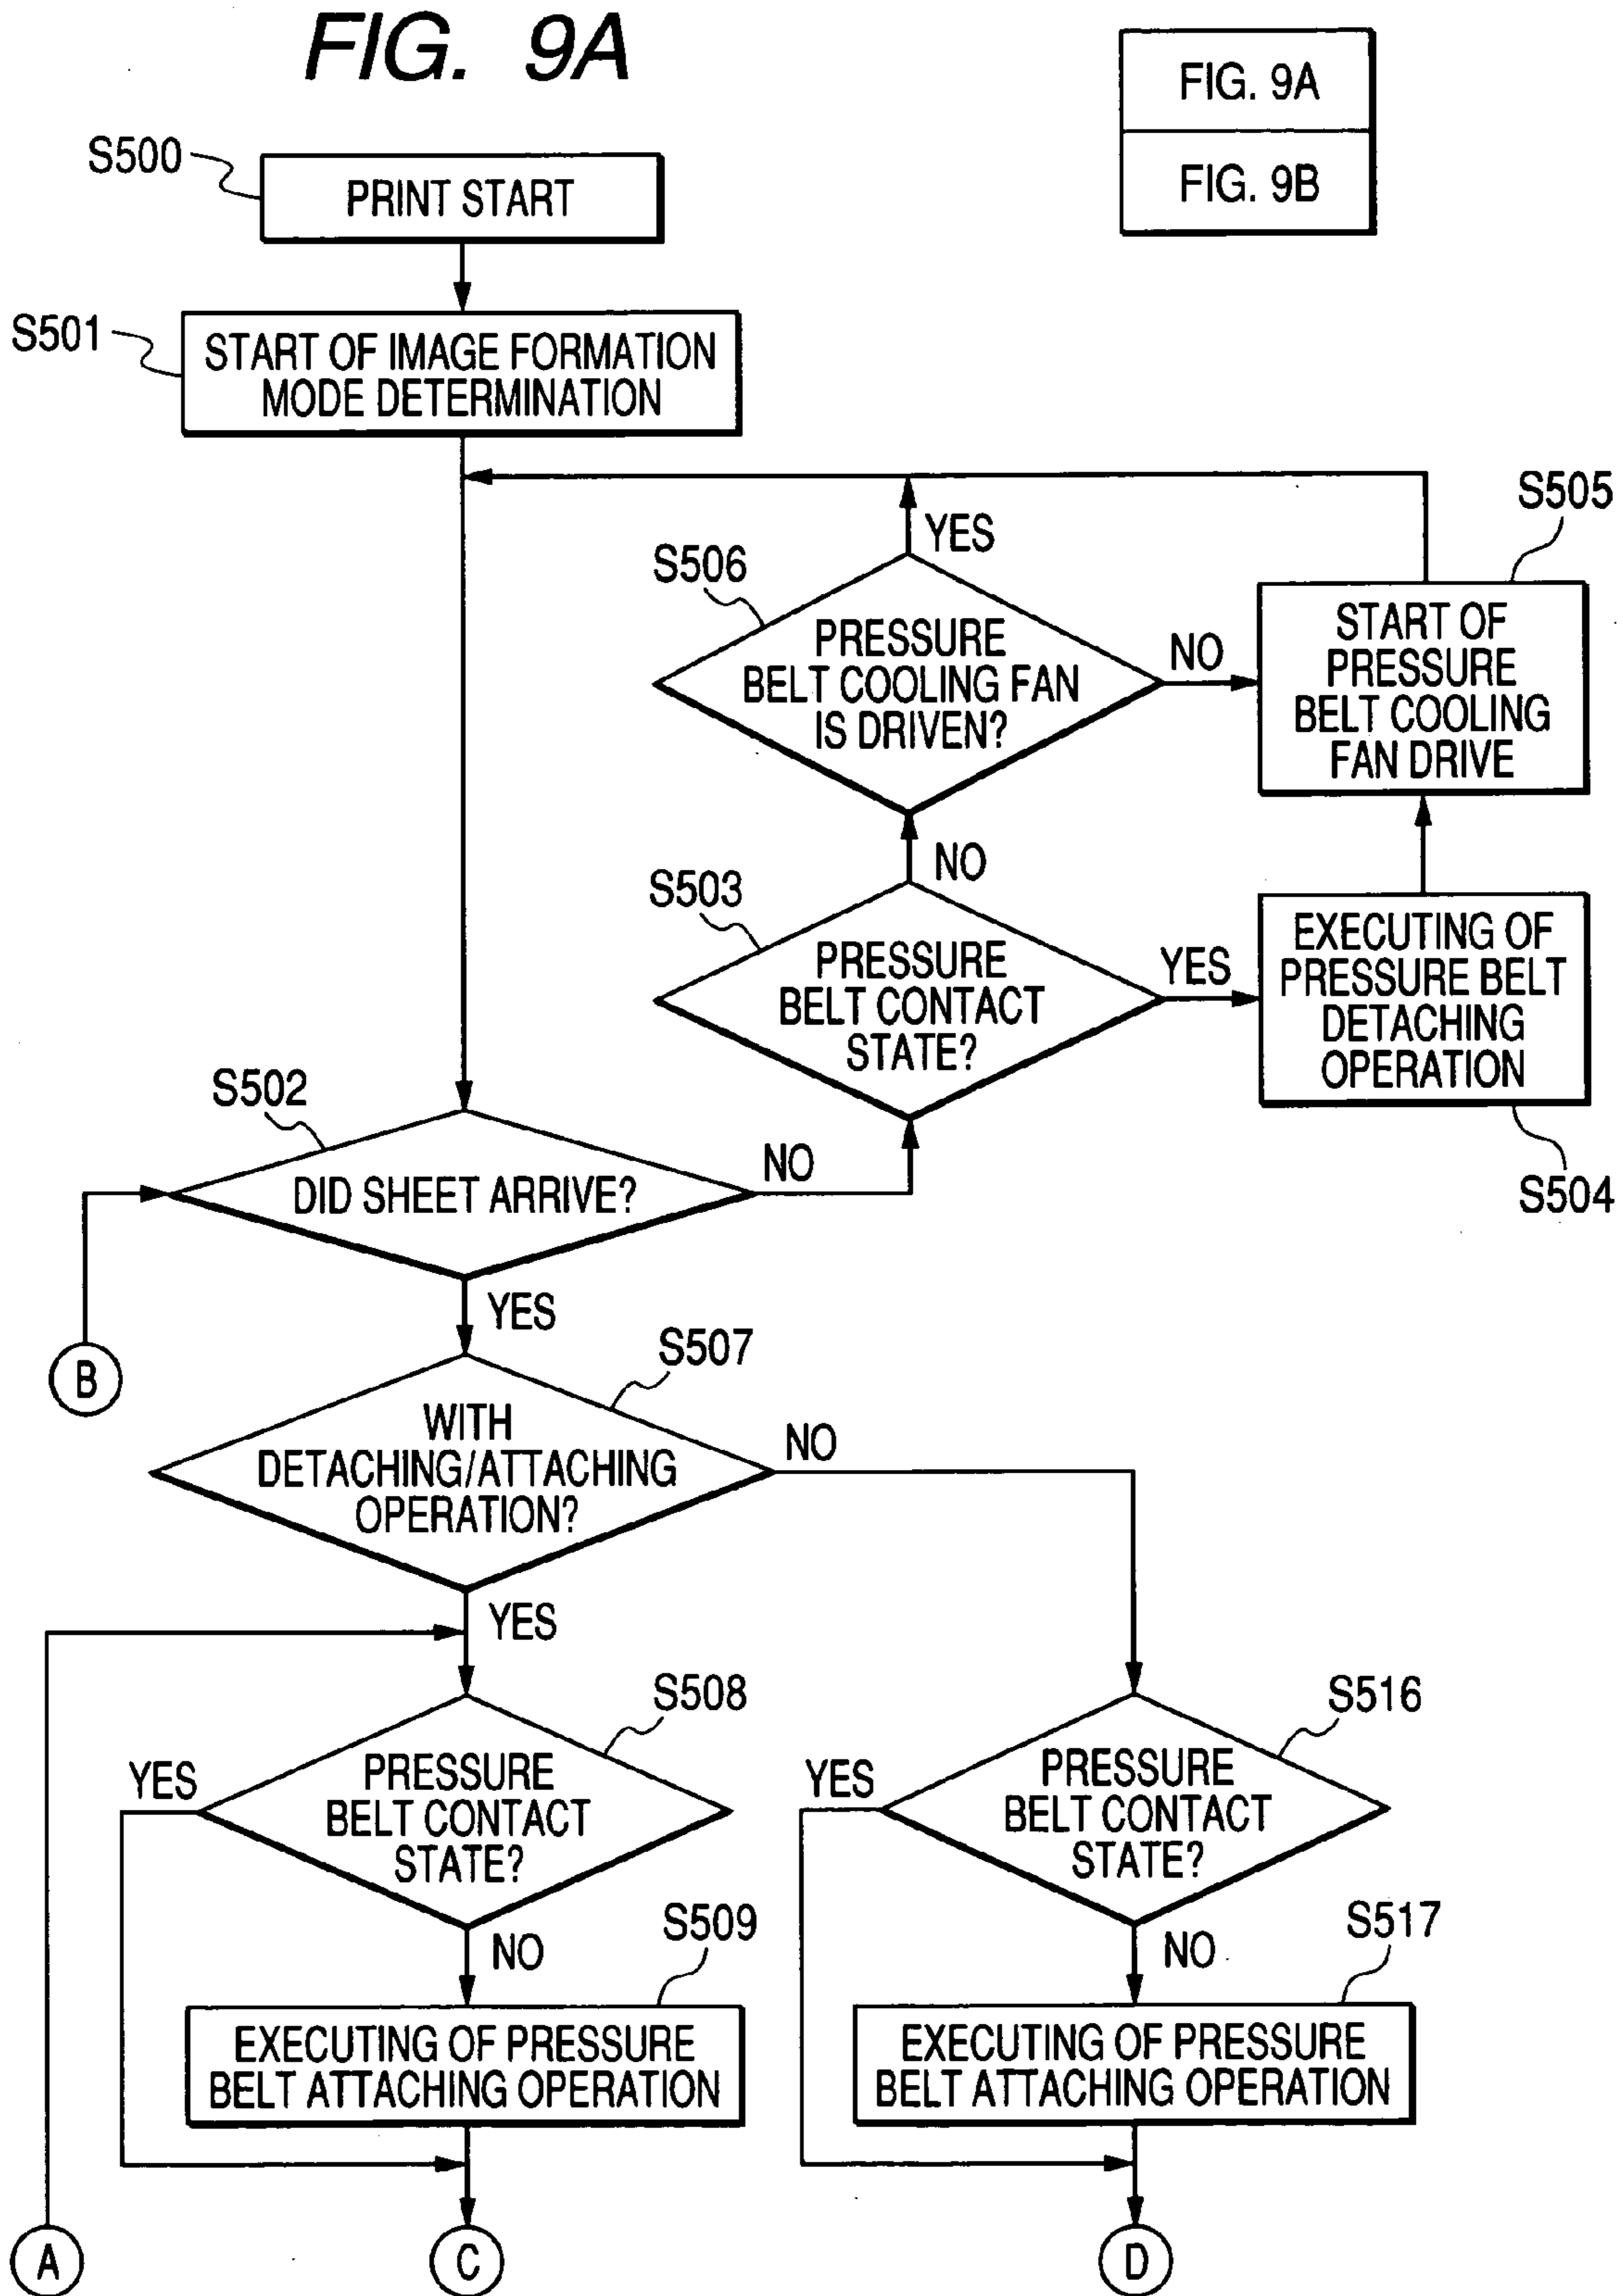 FIG. 9A
FIG. 9A
FIG. 9B
S500
PRINT START
S501
START OF IMAGE FORMATION
MODE DETERMINATION
S505
YES
S506
PRESSURE
BELT COOLING FAN
IS DRIVEN?
NO
START OF
PRESSURE
BELT COOLING
FAN DRIVE
NO
S503
PRESSURE
BELT CONTACT
STATE?
YES
EXECUTING OF
PRESSURE BELT
DETACHING
OPERATION
S504
S502
DID SHEET ARRIVE?
NO
YES
B
S507
WITH
DETACHING/ATTACHING
OPERATION?
NO
YES
S508
YES
PRESSURE
BELT CONTACT
STATE?
S516
YES
PRESSURE
BELT CONTACT
STATE?
NO
S509
EXECUTING OF PRESSURE
BELT ATTACHING OPERATION
NO
S517
EXECUTING OF PRESSURE
BELT ATTACHING OPERATION
A
C
D